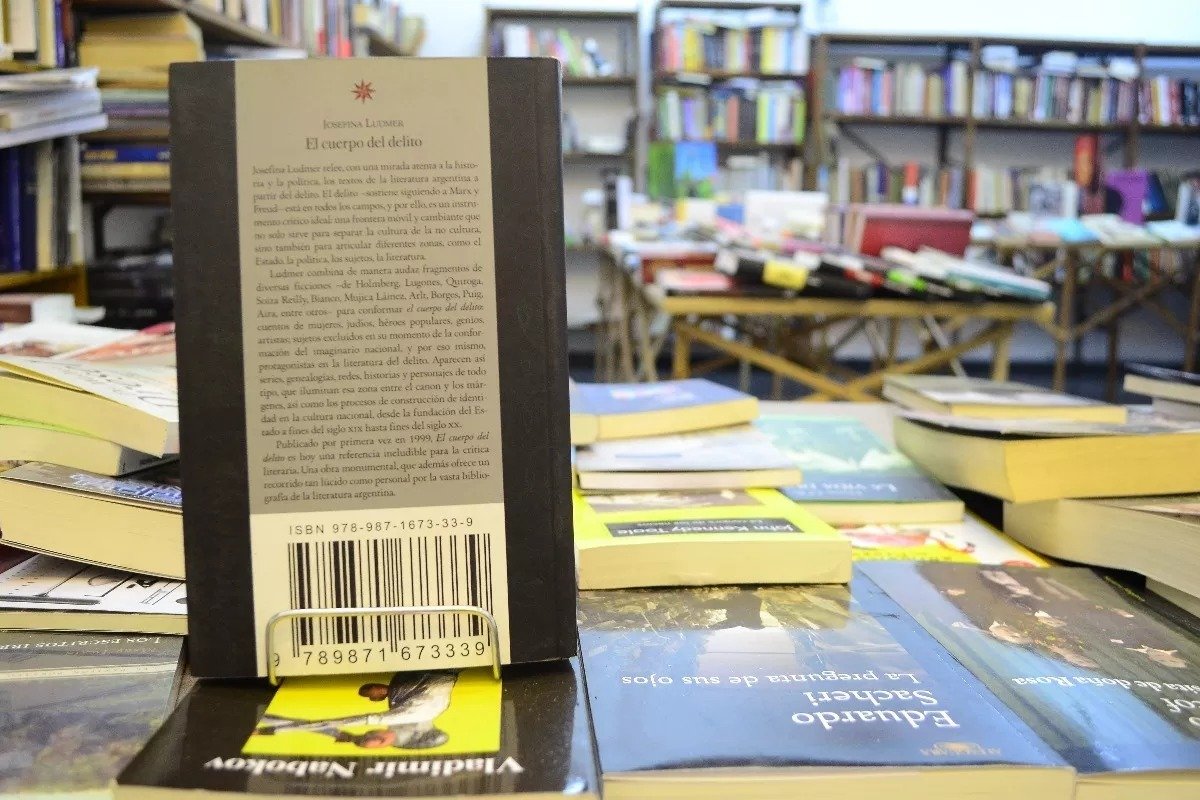 JOSEFINA LUDMER
El cuerpo del delito
Josefina Ludmer relee, con una mirada atenta a la histo-
ria y la política, los textos de la literatura argentina a
partir del delito. El delito –sostiene siguiendo a Marx y
Freud– está en todos los campos, y por ello, es un instru-
mento crítico ideal: una frontera móvil y cambiante que
no solo sirve para separar la cultura de la no cultura,
sino también para articular diferentes zonas, como el
Estado, la política, los sujetos, la literatura.
Ludmer combina de manera audaz fragmentos de
diversas ficciones –de Holmberg, Lugones, Quiroga,
Soiza Reilly, Bianco, Mujica Láinez, Arlt, Borges, Puig,
Aira, entre otros– para conformar el cuerpo del delito:
cuentos de mujeres, judíos, héroes populares, genios,
artistas; sujetos excluidos en su momento de la confor-
mación del imaginario nacional, y por eso mismo,
protagonistas en la literatura del delito. Aparecen así
series, genealogías, redes, historias y personajes de todo
tipo, que iluminan esa zona entre el canon y los már-
genes, así como los procesos de construcción de identi-
dad en la cultura nacional, desde la fundación del Es-
tado a fines del siglo XIX hasta fines del siglo XX.
Publicado por primera vez en 1999, El cuerpo del
delito es hoy una referencia ineludible para la crítica
literaria. Una obra monumental, que además ofrece un
recorrido tan lúcido como personal por la vasta biblio-
grafía de la literatura argentina.
ISBN 978-987-1673-33-9
9 789871 673339
Vladimir Nabokov
John Kennedy Toole
LA VIDA
Eduardo
Sacheri
La pregunta de sus ojos
de doña Rosa
LOS ESCRITOS